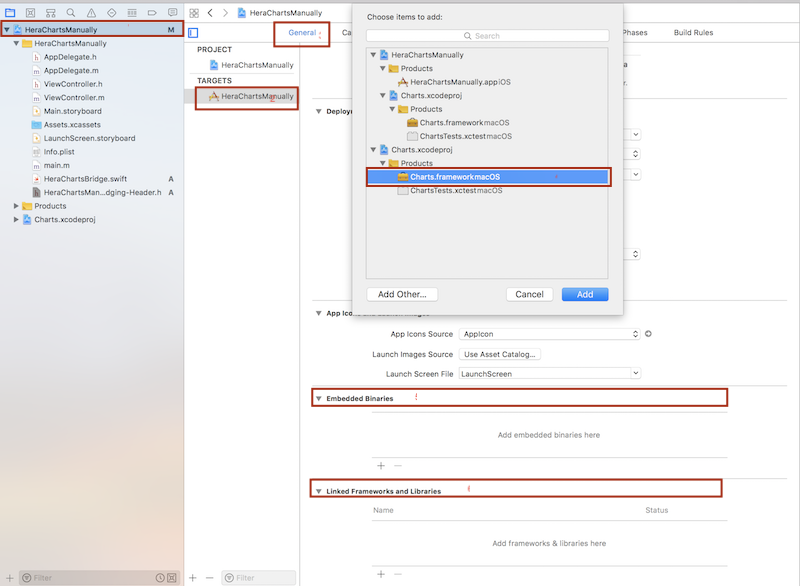 HeraChartsManually M
HeraChartsManually
AppDelegate.h
AppDelegate.m
ViewController.h
ViewController.m
Main.storyboard
Assets.xcassets
LaunchScreen.storyboard
Info.plist
main.m
HeraChartsBridge.swift A
HeraChartsMan...dging-Header.h A
Products
Charts.xcodeproj
Filter
HeraChartsManually
General
Ca
Phases
Build Rules
PROJECT
HeraChartsManually
TARGETS
HeraChartsManually
Filter
Choose items to add:
Search
HeraChartsManually
Products
HeraChartsManually.app iOS
Charts.xcodeproj
Products
Charts.framework macOS
ChartsTests.xctest macOS
Charts.xcodeproj
Products
Charts.framework macOS
ChartsTests.xctest macOS
Add Other...
Cancel
Add
Deploy
App Icons Source AppIcon
Launch Images Source Use Asset Catalog...
Launch Screen File LaunchScreen
Embedded Binaries
Add embedded binaries here
Linked Frameworks and Libraries
Name Status
Add frameworks & libraries here